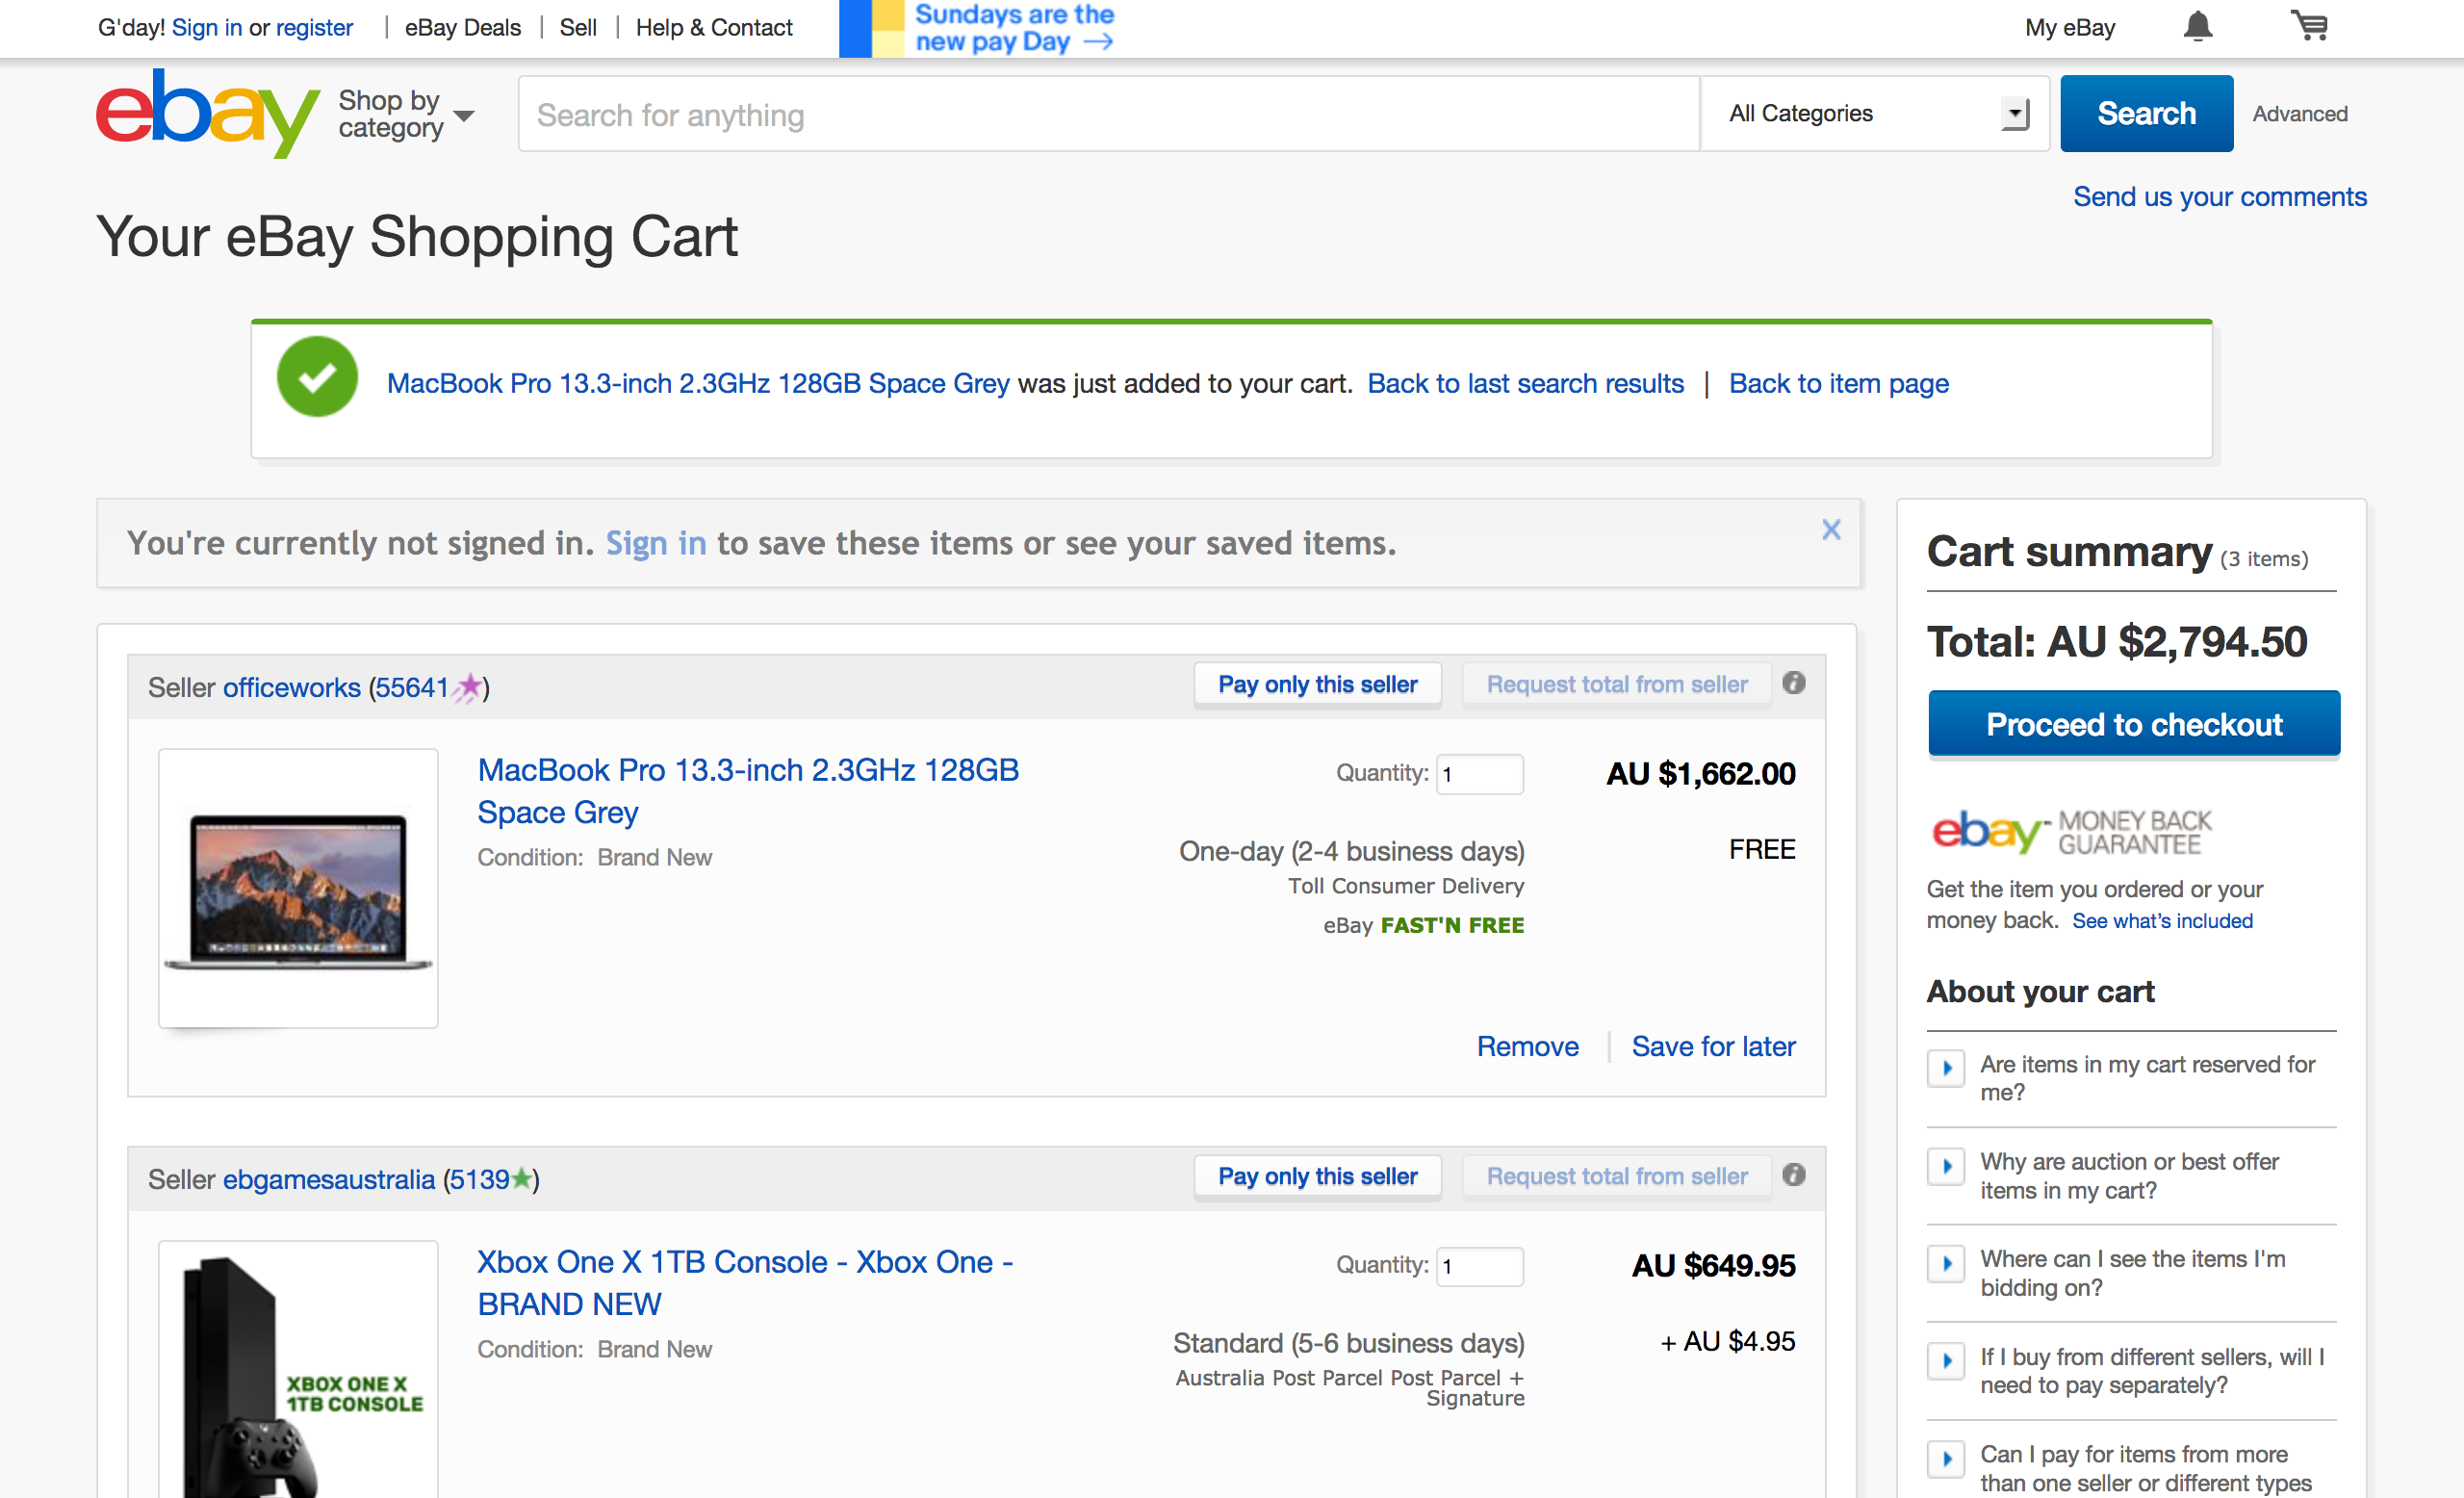 G'day! Sign in or register | eBay Deals | Sell | Help & Contact
Sundays are the
new pay Day →
My eBay
ebay
Shop by
category
Search for anything
All Categories
Search
Advanced
Send us your comments
Your eBay Shopping Cart
MacBook Pro 13.3-inch 2.3GHz 128GB Space Grey was just added to your cart. Back to last search results | Back to item page
You're currently not signed in. Sign in to save these items or see your saved items.
X
Seller officeworks (55641)
Pay only this seller
Request total from seller
MacBook Pro 13.3-inch 2.3GHz 128GB
Space Grey
Condition: Brand New
Quantity: 1
AU $1,662.00
One-day (2-4 business days)
FREE
Toll Consumer Delivery
eBay FAST'N FREE
Remove | Save for later
Seller ebgamesaustralia (5139)
Pay only this seller
Request total from seller
XBOX ONE X
1TB CONSOLE
Xbox One X 1TB Console - Xbox One -
BRAND NEW
Condition: Brand New
Quantity: 1
AU $649.95
Standard (5-6 business days)
+ AU $4.95
Australia Post Parcel Post Parcel +
Signature
Cart summary (3 items)
Total: AU $2,794.50
Proceed to checkout
ebay™ MONEY BACK
GUARANTEE
Get the item you ordered or your
money back. See what's included
About your cart
Are items in my cart reserved for
me?
Why are auction or best offer
items in my cart?
Where can I see the items I'm
bidding on?
If I buy from different sellers, will I
need to pay separately?
Can I pay for items from more
than one seller or different types